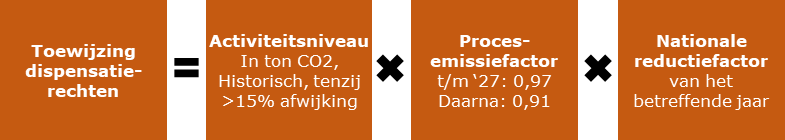 Toewijzing
dispensatie-
rechten
=
Activiteitsniveau
In ton CO2,
Historisch, tenzij
>15% afwijking
×
Proces-
emissiefactor
t/m ‘27: 0,97
Daarna: 0,91
×
Nationale
reductiefactor
van het
betreffende jaar